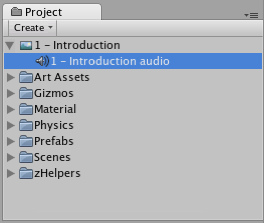 Project
Create
1 – Introduction
1 – Introduction audio
Art Assets
Gizmos
Material
Physics
Prefabs
Scenes
zHelpers